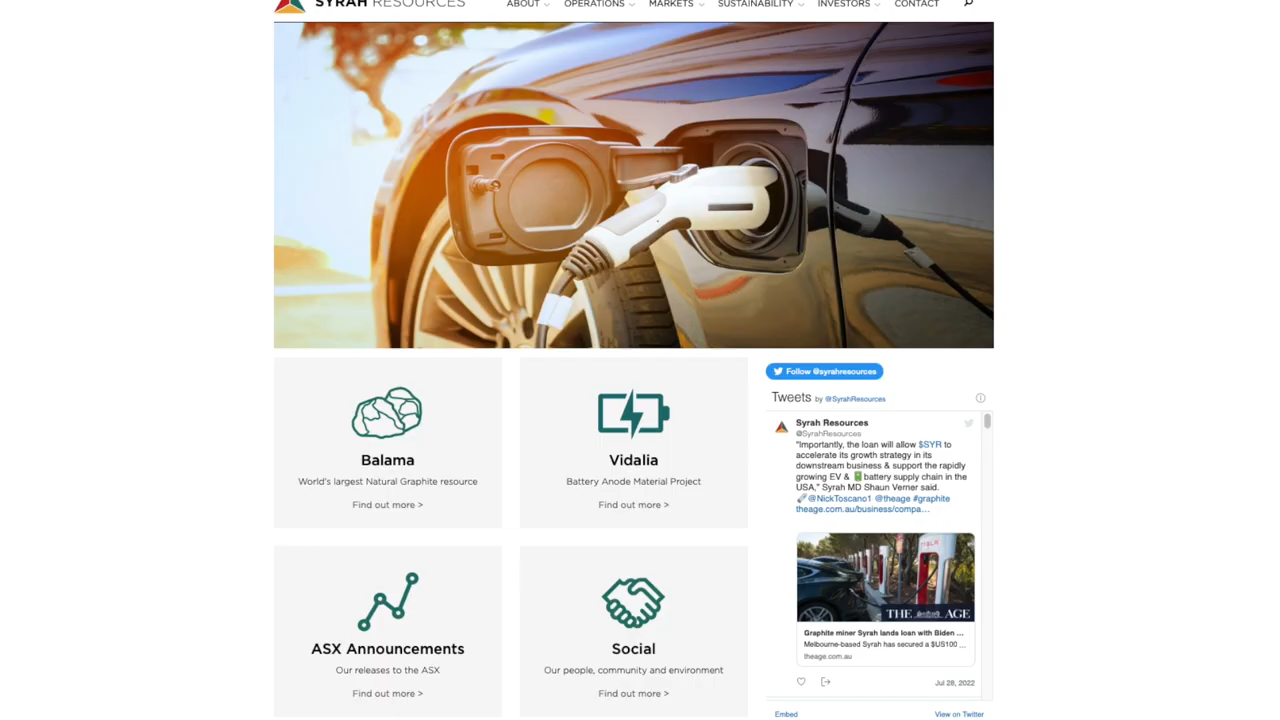 SYRAH RESOURCES
ABOUT OPERATIONS MARKETS SUSTAINABILITY INVESTORS CONTACT
Balama
World's largest Natural Graphite resource
Find out more >
Vidalia
Battery Anode Material Project
Find out more >
ASX Announcements
Our releases to the ASX
Find out more >
Social
Our people, community and environment
Find out more >
Follow @syrahresources
Tweets by @SyrahResources
Syrah Resources
@SyrahResources
"Importantly, the loan will allow $SYR to
accelerate its growth strategy in its
downstream business & support the rapidly
growing EV & 🔋 battery supply chain in the
USA," Syrah MD Shaun Verner said.
🗞@NickToscano1 @theage #graphite
theage.com.au/business/compa…
THE AGE
Graphite miner Syrah lands loan with Biden ...
Melbourne-based Syrah has secured a $US100 ...
theage.com.au
Jul 28, 2022
Embed
View on Twitter